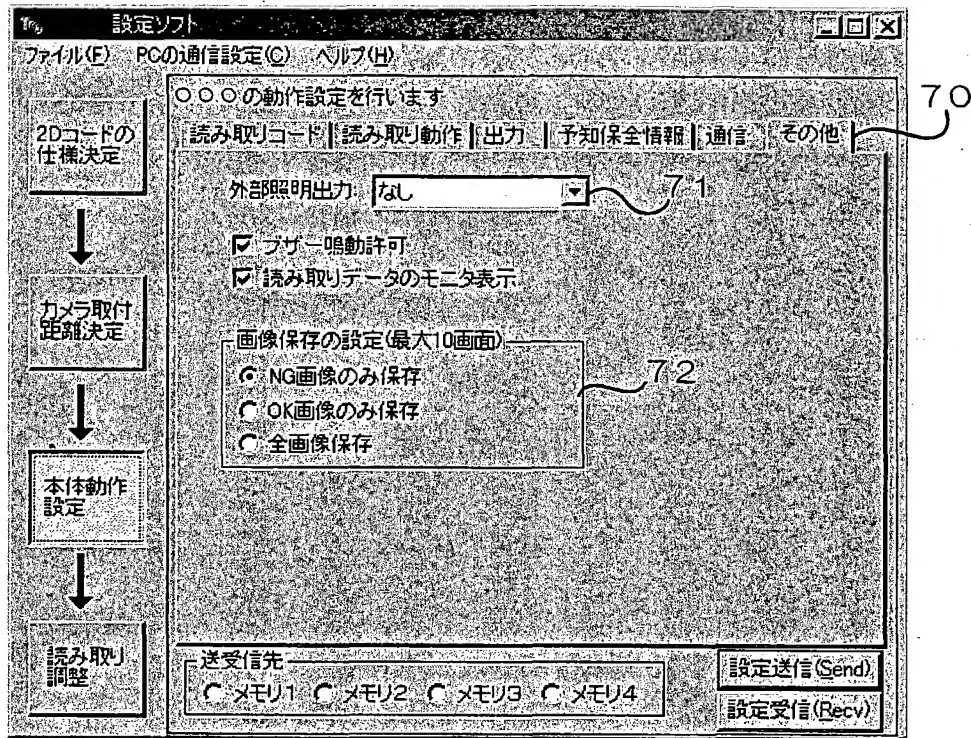 設定ソフト
ファイル(F) PCの通信設定(C) ヘルプ(H)
○○○の動作設定を行います
70
読み取りコード 読み取り動作 出力 予知保全情報 通信 その他
2Dコードの
仕様決定
カメラ取付
距離決定
本体動作
設定
読み取り
調整
外部照明出力: なし
71
ブザー鳴動許可
読み取りデータのモニタ表示
画像保存の設定(最大10画面)
72
NG画像のみ保存
OK画像のみ保存
全画像保存
送受信先
メモリ1 メモリ2 メモリ3 メモリ4
設定送信(Send)
設定受信(Recv)